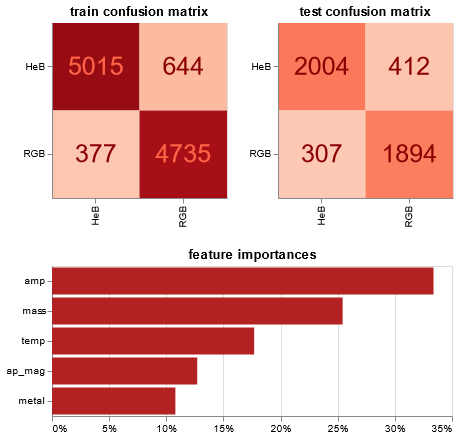 train confusion matrix
test confusion matrix
HeB 5015 644
HeB 2004 412
RGB 377 4735
RGB 307 1894
HeB RGB
HeB RGB
feature importances
amp
mass
temp
ap_mag
metal
0% 5% 10% 15% 20% 25% 30% 35%